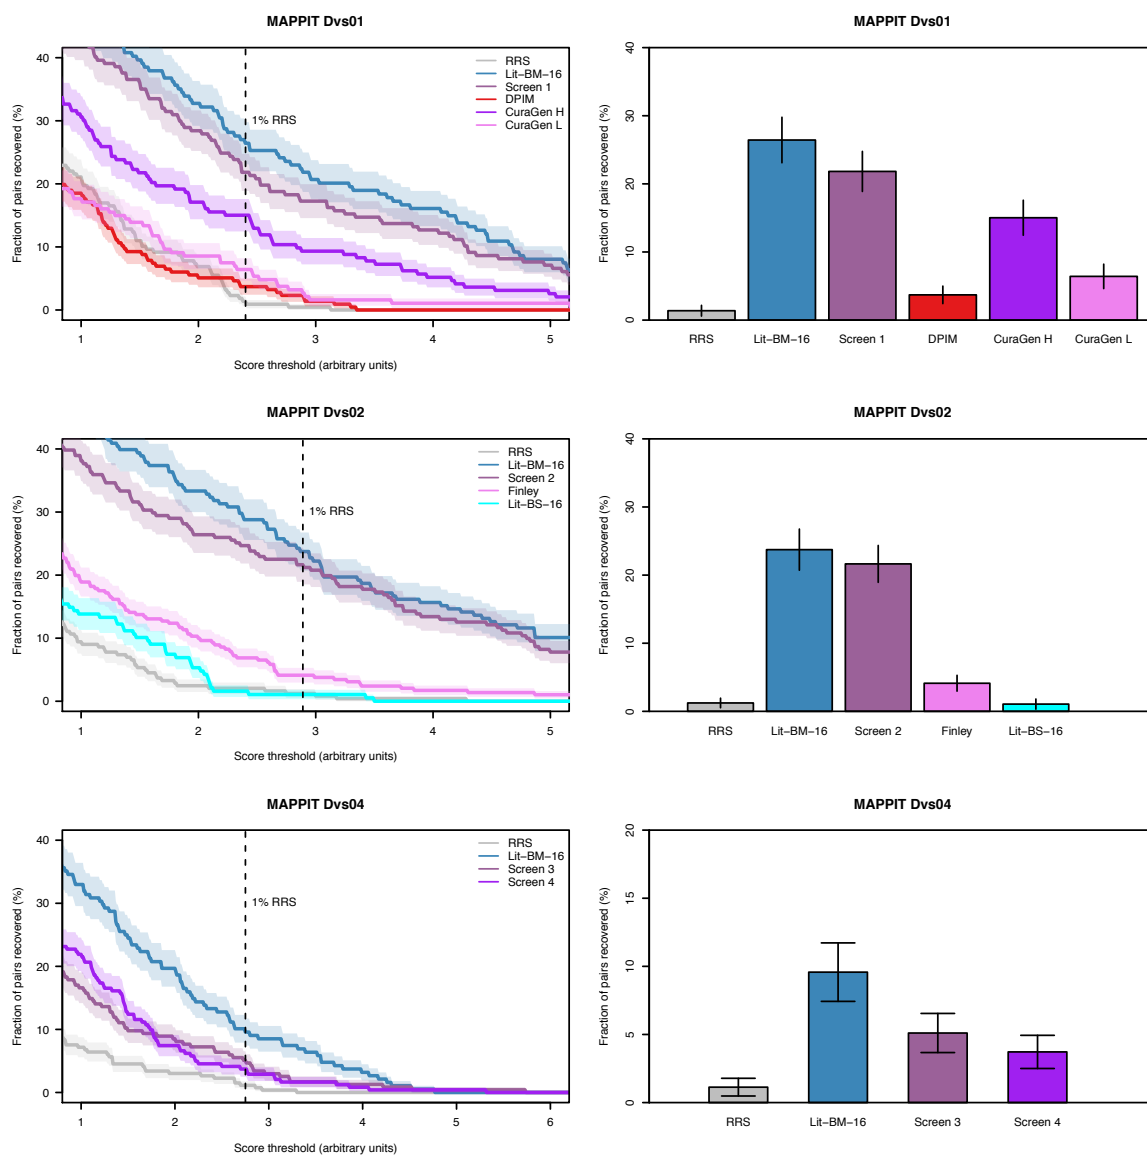 MAPPIT Dvs01
Fraction of pairs recovered (%)
40
30
20
10
0
1
2
3
4
5
Score threshold (arbitrary units)
1% RRS
RRS
Lit−BM−16
Screen 1
DPIM
CuraGen H
CuraGen L
MAPPIT Dvs01
Fraction of pairs recovered (%)
40
30
20
10
0
RRS
Lit−BM−16
Screen 1
DPIM
CuraGen H
CuraGen L
MAPPIT Dvs02
Fraction of pairs recovered (%)
40
30
20
10
0
1
2
3
4
5
Score threshold (arbitrary units)
1% RRS
RRS
Lit−BM−16
Screen 2
Finley
Lit−BS−16
MAPPIT Dvs02
Fraction of pairs recovered (%)
40
30
20
10
0
RRS
Lit−BM−16
Screen 2
Finley
Lit−BS−16
MAPPIT Dvs04
Fraction of pairs recovered (%)
40
30
20
10
0
1
2
3
4
5
6
Score threshold (arbitrary units)
1% RRS
RRS
Lit−BM−16
Screen 3
Screen 4
MAPPIT Dvs04
Fraction of pairs recovered (%)
20
15
10
5
0
RRS
Lit−BM−16
Screen 3
Screen 4